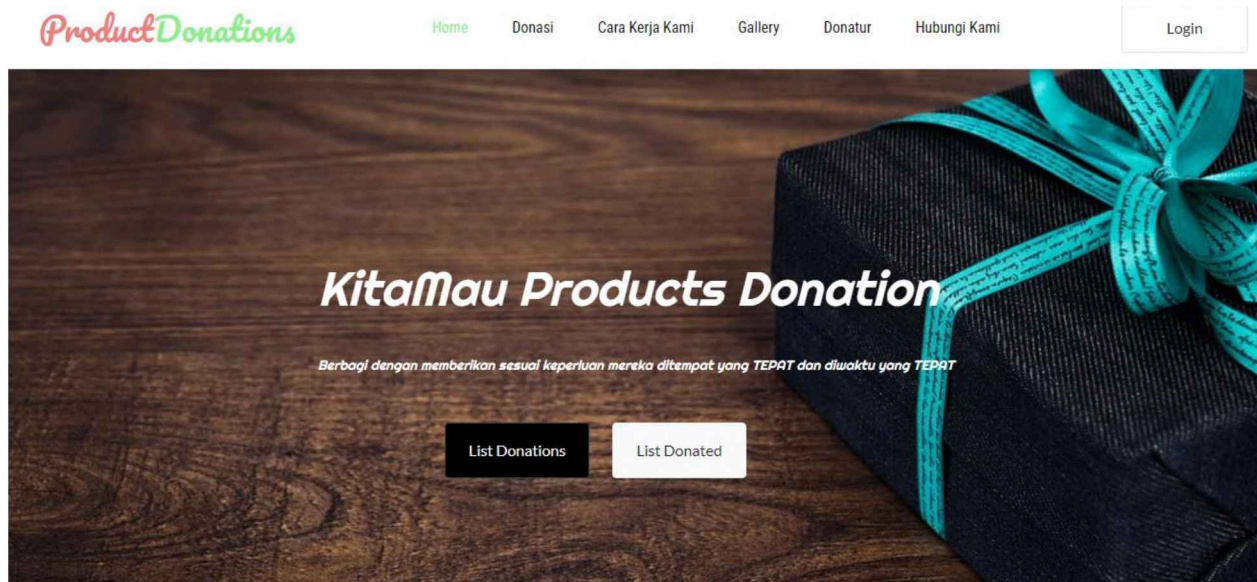 ProductDonations
Home Donasi Cara Kerja Kami Gallery Donatur Hubungi Kami Login
KitaMau Products Donation
Berbagi dengan memberikan sesuai keperluan mereka ditempat yang TEPAT dan diwaktu yang TEPAT
List Donations List Donated